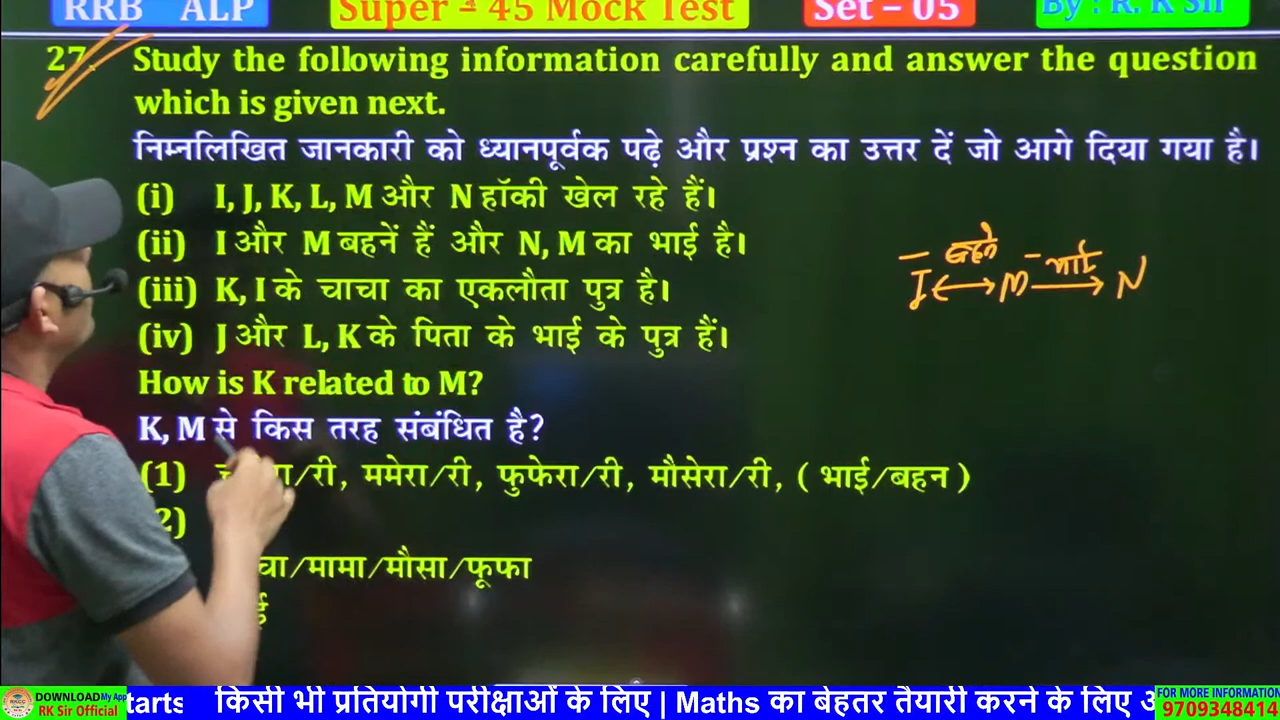 RRB ALP Super - 45 Mock Test Set - 05 By : R. K Sir
27. Study the following information carefully and answer the question
which is given next.
निम्नलिखित जानकारी को ध्यानपूर्वक पढ़े और प्रश्न का उत्तर दें जो आगे दिया गया है।
(i) I, J, K, L, M और N हॉकी खेल रहे हैं।
(ii) I और M बहनें हैं और N, M का भाई है।
(iii) K, I के चाचा का एकलौता पुत्र है।
(iv) J और L, K के पिता के भाई के पुत्र हैं।
बहने भाई
I M N
How is K related to M?
K, M से किस तरह संबंधित है?
(1) /री, ममेरा/री, फुफेरा/री, मौसेरा/री, ( भाई/बहन )
2)
/मामा/मौसा/फूफा
DOWNLOAD My App
RK Sir Official
starts किसी भी प्रतियोगी परीक्षाओं के लिए | Maths का बेहतर तैयारी करने के लिए
FOR MORE INFORMATION
9709348414